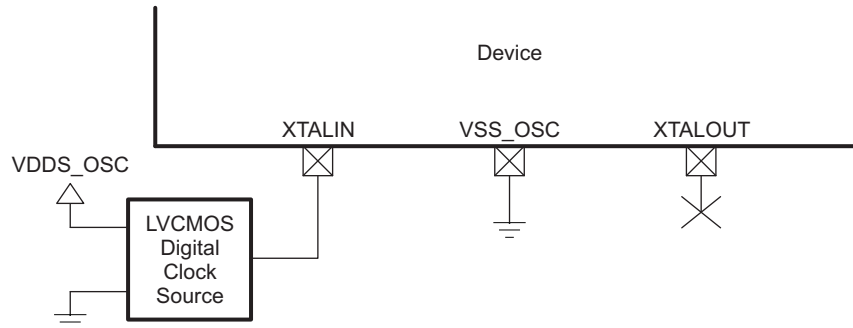 Device
XTALIN
VSS_OSC
XTALOUT
VDDS_OSC
LVCMOS
Digital
Clock
Source